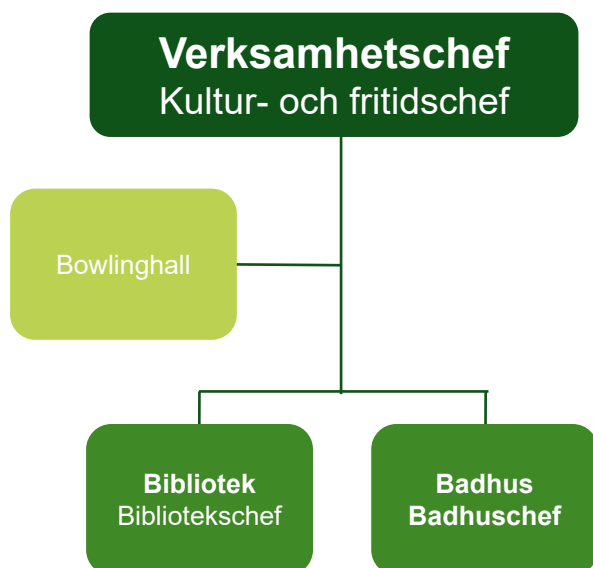 Verksamhetschef
Kultur- och fritidschef
Bowlinghall
Bibliotek
Bibliotekschef
Badhus
Badhuschef